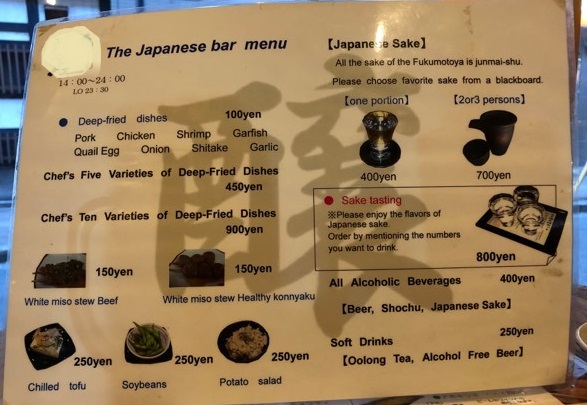 The Japanese bar menu
14：00～24：00
LO 23：30
● Deep-fried dishes 100yen
Pork Chicken Shrimp Garfish
Quail Egg Onion Shitake Garlic
Chef's Five Varieties of Deep-Fried Dishes
450yen
Chef's Ten Varieties of Deep-Fried Dishes
900yen
150yen
White miso stew Beef
150yen
White miso stew Healthy konnyaku
250yen
Chilled tofu
250yen
Soybeans
250yen
Potato salad
【Japanese Sake】
All the sake of the Fukumotoya is junmai-shu.
Please choose favorite sake from a blackboard.
【one portion】
400yen
【2or3 persons】
700yen
● Sake tasting
※Please enjoy the flavors of
Japanese sake.
Order by mentioning the numbers
you want to drink.
800yen
All Alcoholic Beverages 400yen
【Beer, Shochu, Japanese Sake】
Soft Drinks 250yen
【Oolong Tea, Alcohol Free Beer】
醸